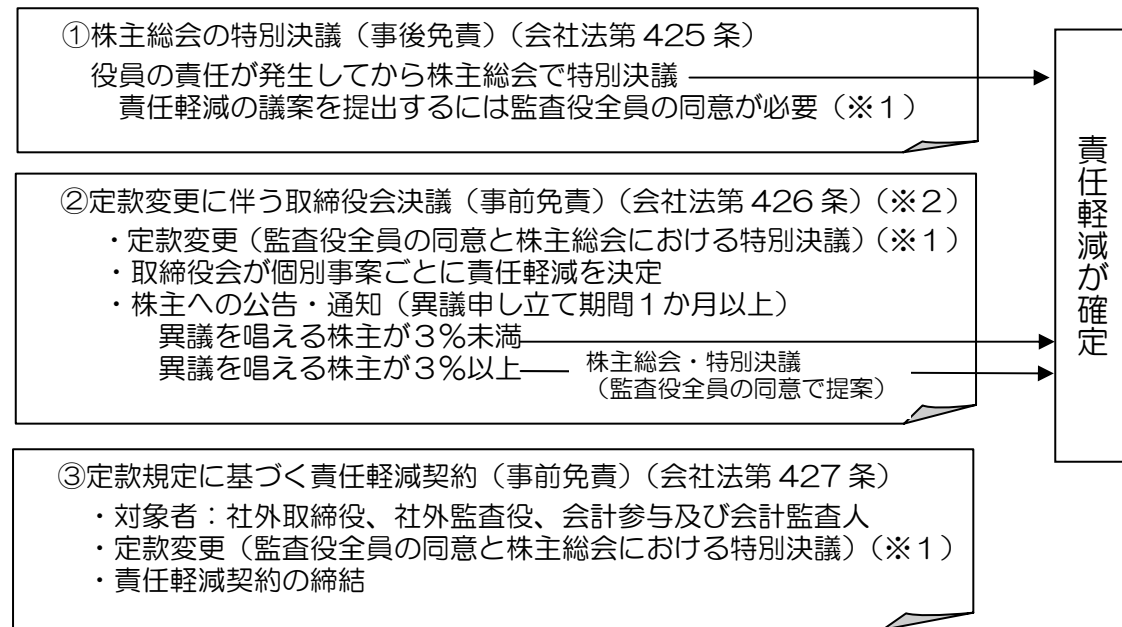 ①株主総会の特別決議（事後免責）（会社法第４２５条）
役員の責任が発生してから株主総会で特別決議
責任軽減の議案を提出するには監査役全員の同意が必要（※１）
②定款変更に伴う取締役会決議（事前免責）（会社法第４２６条）（※２）
・定款変更（監査役全員の同意と株主総会における特別決議）（※１）
・取締役会が個別事案ごとに責任軽減を決定
・株主への公告・通知（異議申し立て期間１か月以上）
異議を唱える株主が３％未満
異議を唱える株主が３％以上
株主総会・特別決議
（監査役全員の同意で提案）
③定款規定に基づく責任軽減契約（事前免責）（会社法第４２７条）
・対象者：社外取締役、社外監査役、会計参与及び会計監査人
・定款変更（監査役全員の同意と株主総会における特別決議）（※１）
・責任軽減契約の締結
責任軽減が確定